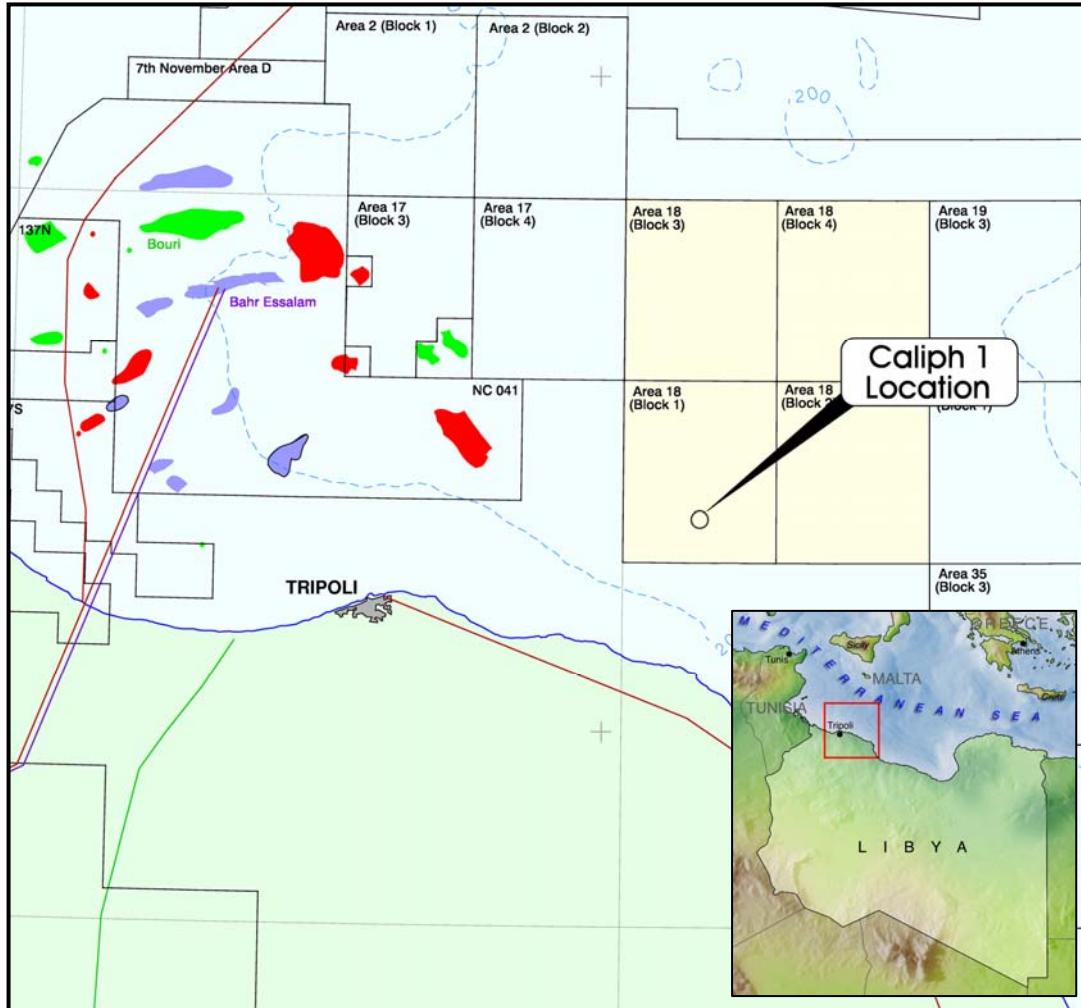 Area 2 (Block 1)
Area 2 (Block 2)
7th November Area D
200
137N
Bouri
Area 17
(Block 3)
Area 17
(Block 4)
Area 18
(Block 3)
Area 18
(Block 4)
Area 19
(Block 3)
Bahr Essalam
Caliph 1
Location
NC 041
Area 18
(Block 1)
Area 18
7S
TRIPOLI
Area 35
(Block 3)
MEDITERRANEAN SEA
GREECE
Athens
Sicily
Tunis
MALTA
Crete
TUNISIA
Tripoli
LIBYA